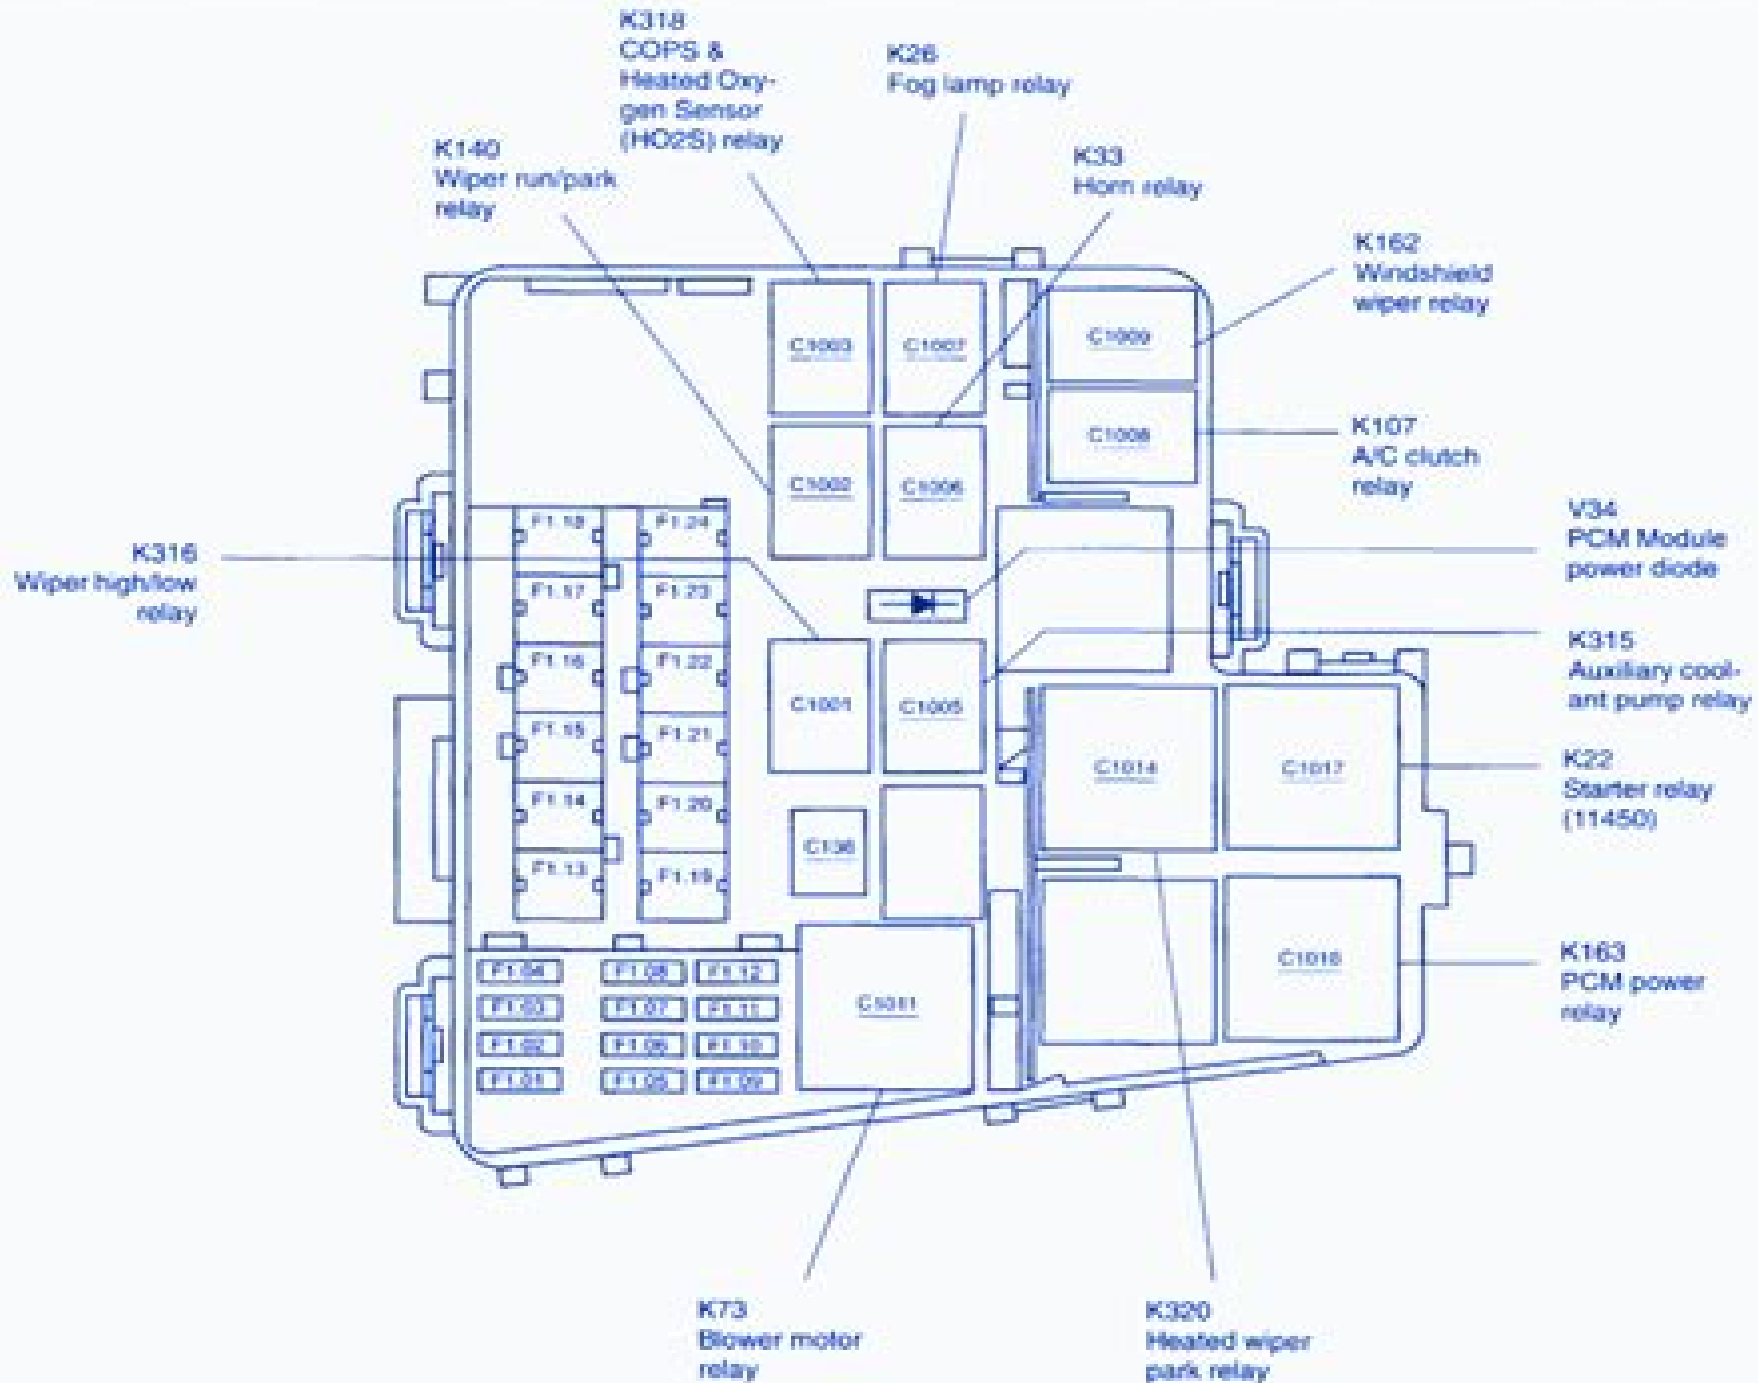 K318
COPS &
Heated Oxy-
gen Sensor
(HO2S) relay
K26
Fog lamp relay
K140
Wiper run/park
relay
K33
Horn relay
K162
Windshield
wiper relay
K107
A/C clutch
relay
V34
PCM Module
power diode
K315
Auxiliary cool-
ant pump relay
K22
Starter relay
(11450)
K163
PCM power
relay
K316
Wiper high/low
relay
K73
Blower motor
relay
K320
Heated wiper
park relay
C1003
C1007
C1009
C1008
C1002
C1006
C1001
C1005
C1014
C1017
C136
C1011
C1016
F1.18
F1.24
F1.17
F1.23
F1.16
F1.22
F1.15
F1.21
F1.14
F1.20
F1.13
F1.19
F1.04
F1.08
F1.12
F1.03
F1.07
F1.11
F1.02
F1.06
F1.10
F1.01
F1.05
F1.09